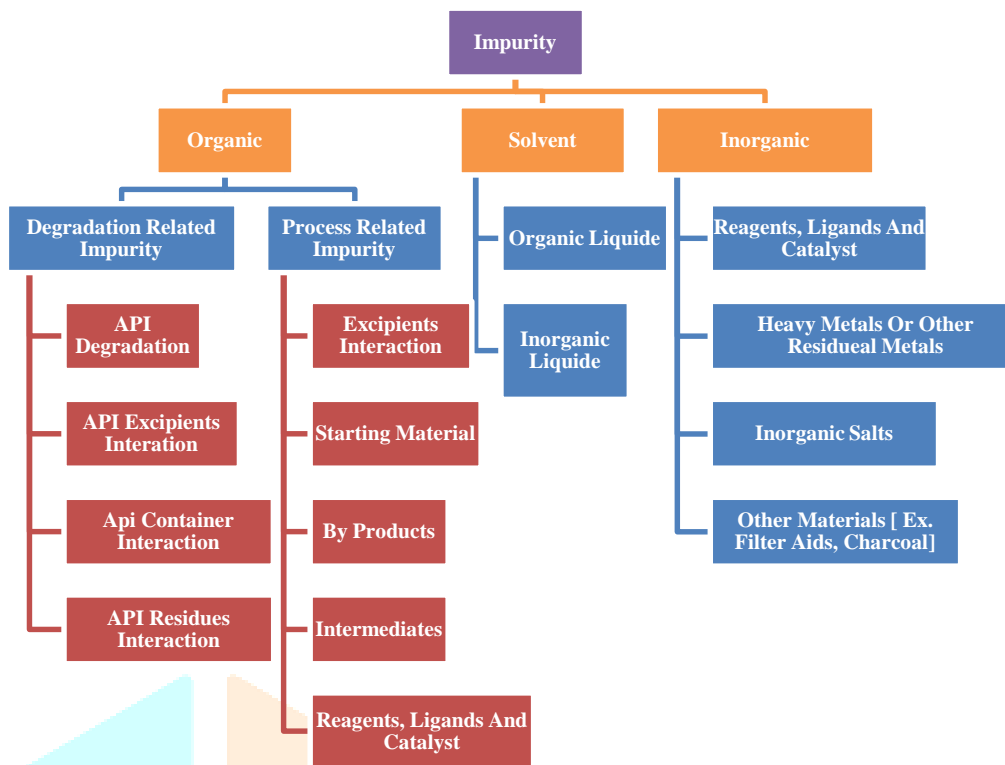 Impurity
Organic
Solvent
Inorganic
Degradation Related
Impurity
API
Degradation
API Excipients
Interation
Api Container
Interaction
API Residues
Interaction
Process Related
Impurity
Excipients
Interaction
Starting Material
By Products
Intermediates
Reagents, Ligands And
Catalyst
Organic Liquide
Inorganic
Liquide
Reagents, Ligands And
Catalyst
Heavy Metals Or Other
Residueal Metals
Inorganic Salts
Other Materials [ Ex.
Filter Aids, Charcoal]